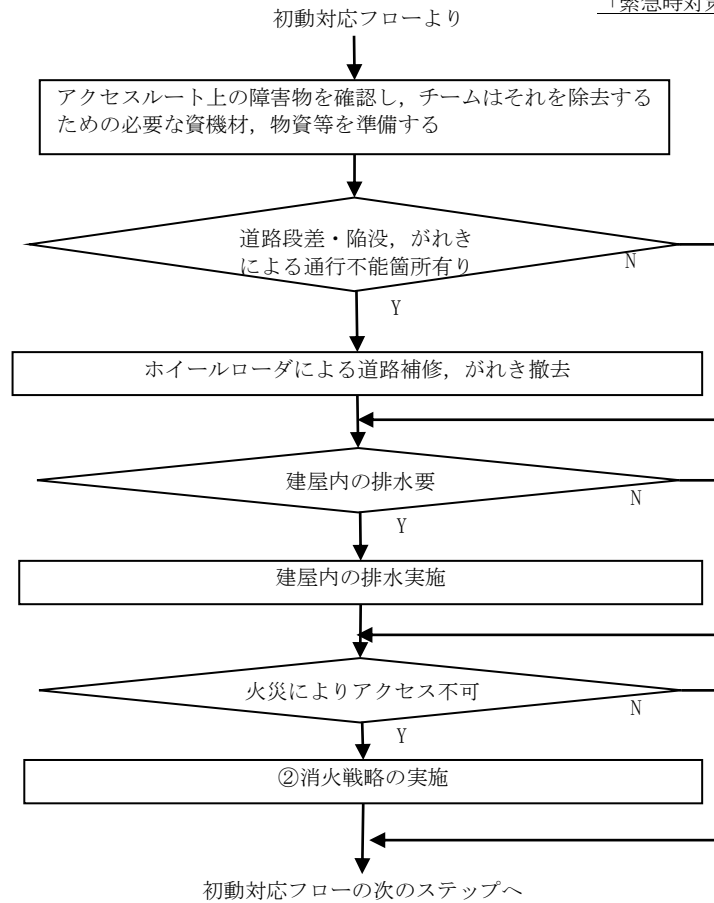 初動対応フローより
「緊急時対策
アクセスルート上の障害物を確認し，チームはそれを除去する
ための必要な資機材，物資等を準備する
道路段差・陥没，がれき
による通行不能箇所有り
N
Y
ホイールローダによる道路補修，がれき撤去
建屋内の排水要
N
Y
建屋内の排水実施
火災によりアクセス不可
N
Y
②消火戦略の実施
初動対応フローの次のステップへ